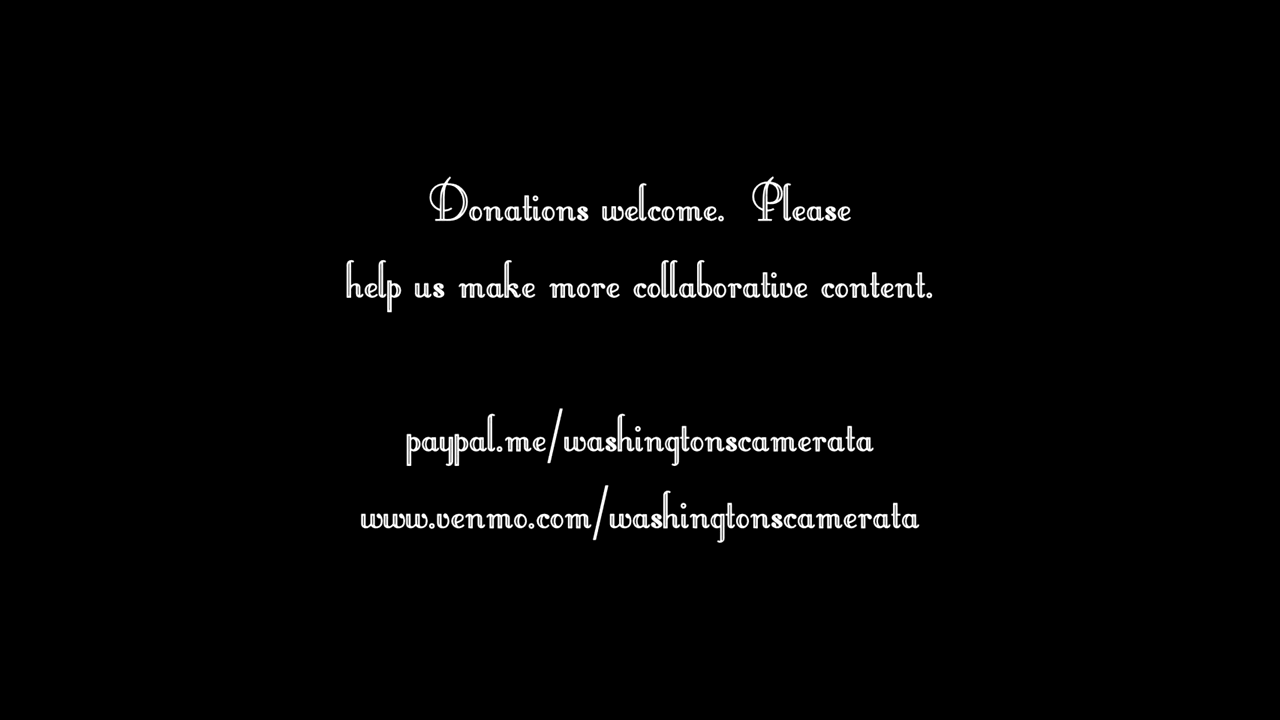 Donations welcome.  Please
help us make more collaborative content.
paypal.me/washingtonscamerata
www.venmo.com/washingtonscamerata